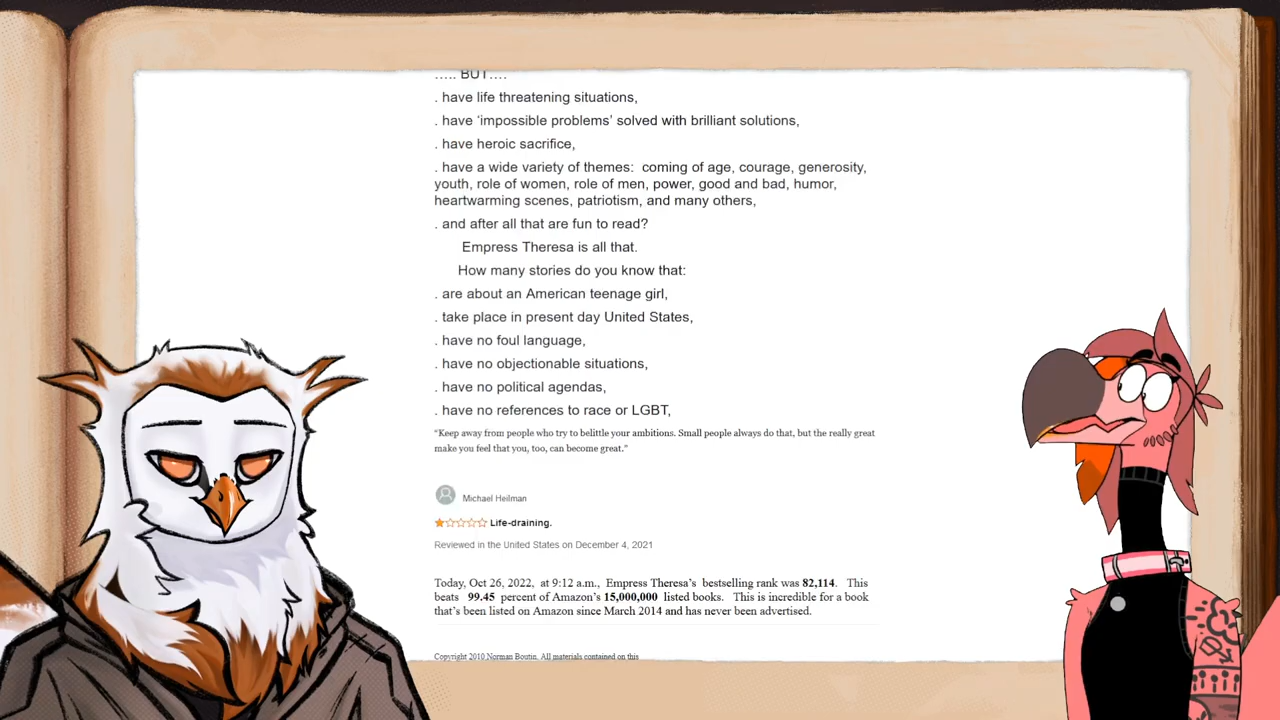 ..... BUT....
. have life threatening situations,
. have ‘impossible problems’ solved with brilliant solutions,
. have heroic sacrifice,
. have a wide variety of themes:  coming of age, courage, generosity,
youth, role of women, role of men, power, good and bad, humor,
heartwarming scenes, patriotism, and many others,
. and after all that are fun to read?
Empress Theresa is all that.
How many stories do you know that:
. are about an American teenage girl,
. take place in present day United States,
. have no foul language,
. have no objectionable situations,
. have no political agendas,
. have no references to race or LGBT,
“Keep away from people who try to belittle your ambitions. Small people always do that, but the really great
make you feel that you, too, can become great.”
Michael Heilman
Life-draining.
Reviewed in the United States on December 4, 2021
Today, Oct 26, 2022,  at 9:12 a.m.,  Empress Theresa’s  bestselling rank was 82,114.  This
beats  99.45  percent of Amazon’s 15,000,000  listed books.   This is incredible for a book
that’s been listed on Amazon since March 2014 and has never been advertised.
Copyright 2010 Norman Boutin. All materials contained on this